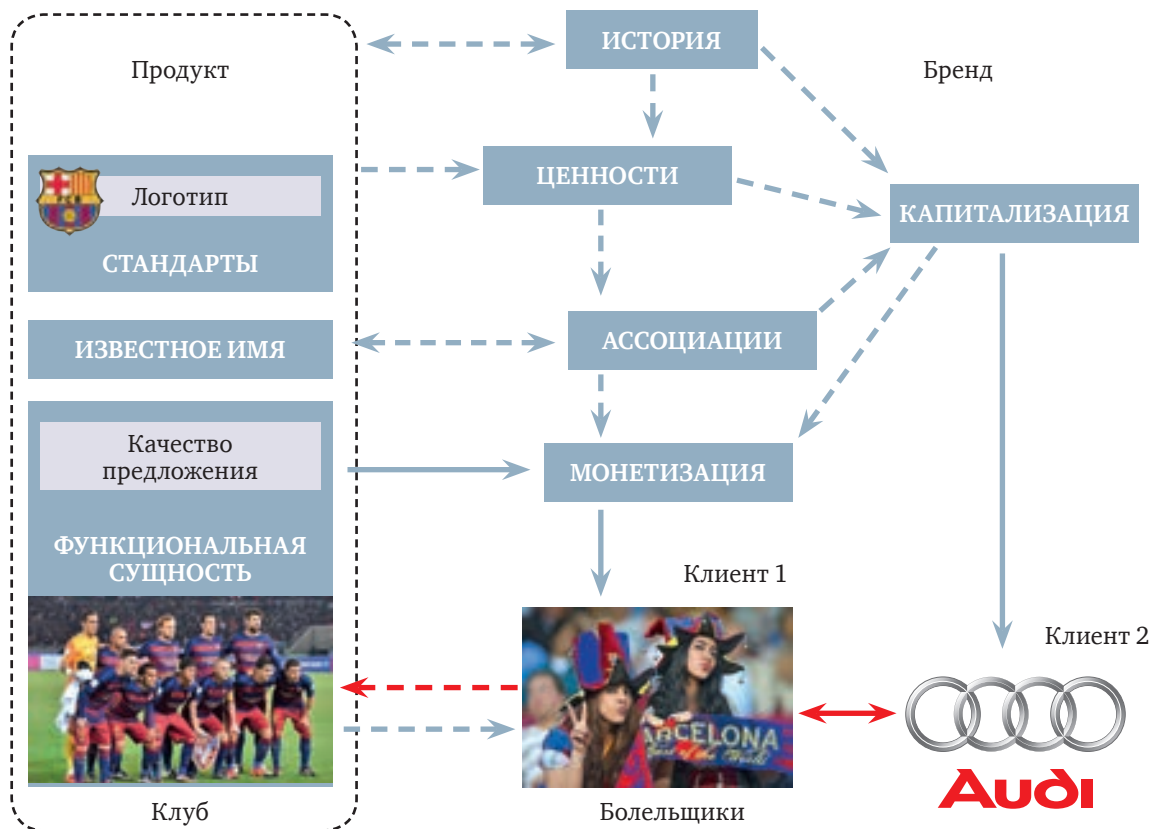 Продукт
ИСТОРИЯ
Бренд
ЦЕННОСТИ
FCB
Логотип
СТАНДАРТЫ
КАПИТАЛИЗАЦИЯ
ИЗВЕСТНОЕ ИМЯ
АССОЦИАЦИИ
Качество
предложения
МОНЕТИЗАЦИЯ
ФУНКЦИОНАЛЬНАЯ
СУЩНОСТЬ
Клиент 1
Клиент 2
ARCELONA
Audi
Клуб
Болельщики